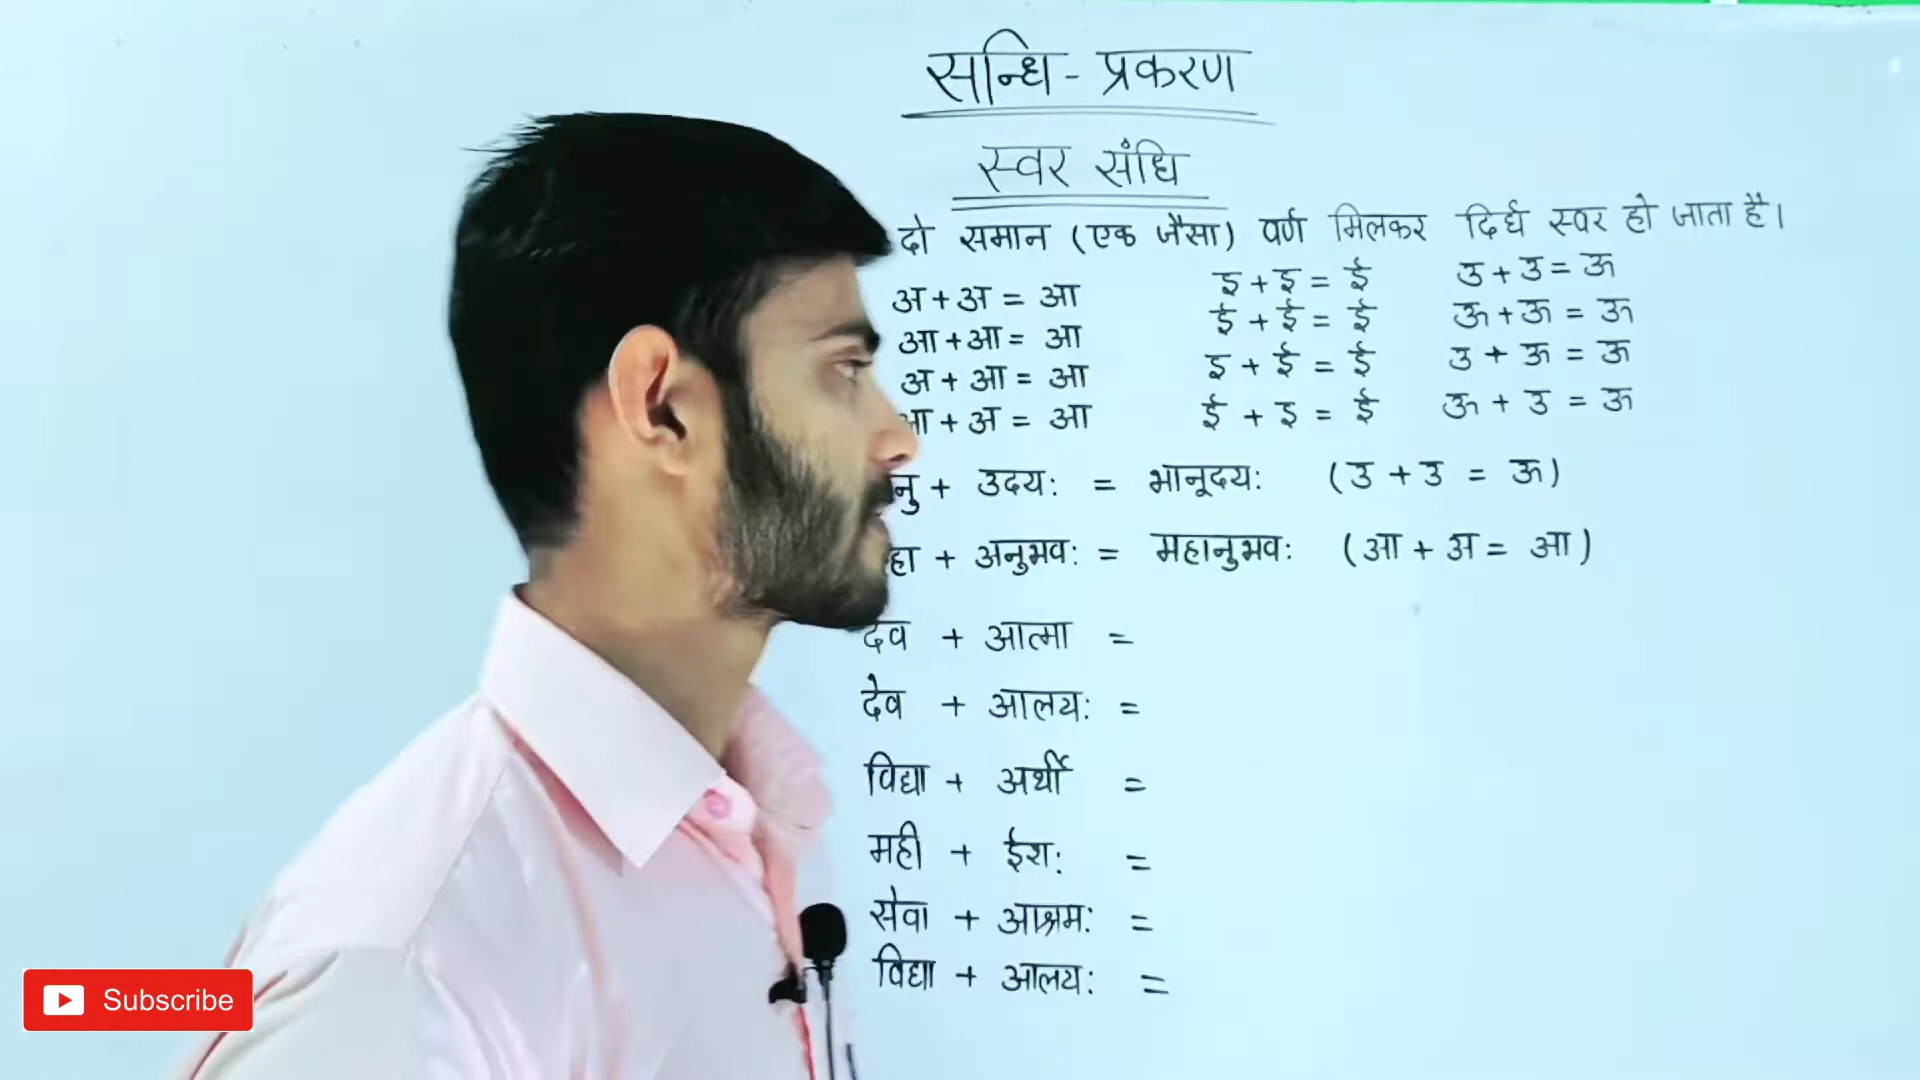 सन्धि - प्रकरण
स्वर संधि
दो समान (एक जैसा) वर्ण मिलकर दिर्घ स्वर हो जाता है।
अ + अ = आ इ + इ = ई उ + उ = ऊ
आ + आ = आ ई + ई = ई ऊ + ऊ = ऊ
अ + आ = आ इ + ई = ई उ + ऊ = ऊ
+ अ = आ ई + इ = ई ऊ + उ = ऊ
नु + उदयः = भानूदयः (उ + उ = ऊ)
हा + अनुभवः = महानुभवः (आ + अ = आ)
देव + आत्मा =
देव + आलयः =
विद्या + अर्थी =
मही + ईशः =
सेवा + आश्रमः =
विद्या + आलयः =
Subscribe